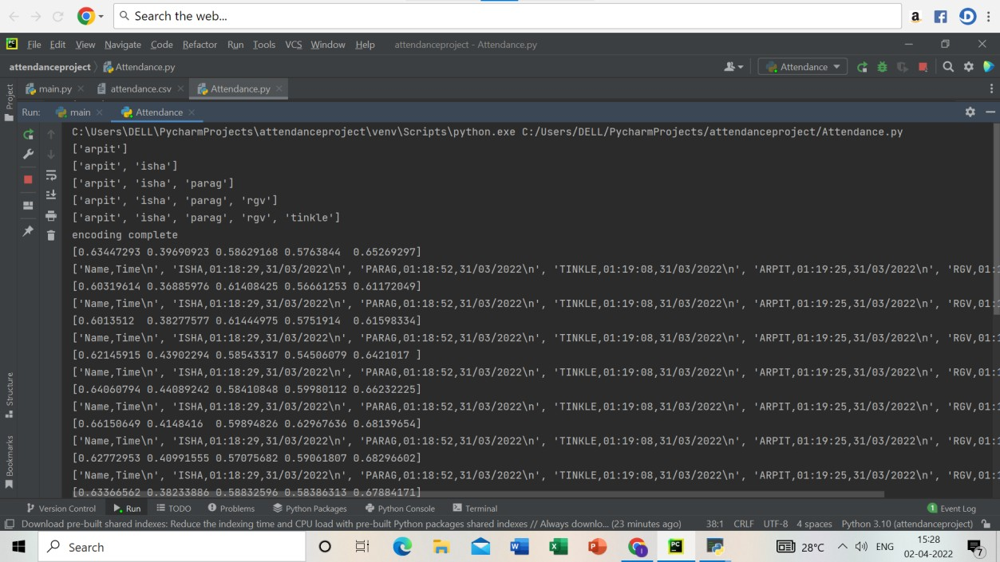 Search the web...
File Edit View Navigate Code Refactor Run Tools VCS Window Help attendanceproject - Attendance.py
attendanceproject Attendance.py Attendance
main.py attendance.csv Attendance.py
Project
Run: main Attendance
C:\Users\DELL\PycharmProjects\attendanceproject\venv\Scripts\python.exe C:/Users/DELL/PycharmProjects/attendanceproject/Attendance.py
['arpit']
['arpit', 'isha']
['arpit', 'isha', 'parag']
['arpit', 'isha', 'parag', 'rgv']
['arpit', 'isha', 'parag', 'rgv', 'tinkle']
encoding complete
[0.63447293 0.39690923 0.58629168 0.5763844  0.65269297]
['Name,Time\n', 'ISHA,01:18:29,31/03/2022\n', 'PARAG,01:18:52,31/03/2022\n', 'TINKLE,01:19:08,31/03/2022\n', 'ARPIT,01:19:25,31/03/2022\n', 'RGV,01:
[0.60319614 0.36885976 0.61408425 0.56661253 0.61172049]
['Name,Time\n', 'ISHA,01:18:29,31/03/2022\n', 'PARAG,01:18:52,31/03/2022\n', 'TINKLE,01:19:08,31/03/2022\n', 'ARPIT,01:19:25,31/03/2022\n', 'RGV,01:
[0.6013512  0.38277577 0.61444975 0.5751914  0.61598334]
['Name,Time\n', 'ISHA,01:18:29,31/03/2022\n', 'PARAG,01:18:52,31/03/2022\n', 'TINKLE,01:19:08,31/03/2022\n', 'ARPIT,01:19:25,31/03/2022\n', 'RGV,01:
[0.62145915 0.43902294 0.58543317 0.54506079 0.6421017 ]
['Name,Time\n', 'ISHA,01:18:29,31/03/2022\n', 'PARAG,01:18:52,31/03/2022\n', 'TINKLE,01:19:08,31/03/2022\n', 'ARPIT,01:19:25,31/03/2022\n', 'RGV,01:
[0.64060794 0.44089242 0.58410848 0.59980112 0.66232225]
['Name,Time\n', 'ISHA,01:18:29,31/03/2022\n', 'PARAG,01:18:52,31/03/2022\n', 'TINKLE,01:19:08,31/03/2022\n', 'ARPIT,01:19:25,31/03/2022\n', 'RGV,01:
[0.66150649 0.4148416  0.59894826 0.62967636 0.68139654]
['Name,Time\n', 'ISHA,01:18:29,31/03/2022\n', 'PARAG,01:18:52,31/03/2022\n', 'TINKLE,01:19:08,31/03/2022\n', 'ARPIT,01:19:25,31/03/2022\n', 'RGV,01:
[0.62772953 0.40991555 0.57075682 0.59061807 0.68296602]
['Name,Time\n', 'ISHA,01:18:29,31/03/2022\n', 'PARAG,01:18:52,31/03/2022\n', 'TINKLE,01:19:08,31/03/2022\n', 'ARPIT,01:19:25,31/03/2022\n', 'RGV,01:
[0.63366562 0.38233886 0.58832596 0.58386313 0.67884171]
Structure
Bookmarks
Version Control Run TODO Problems Python Packages Python Console Terminal 1 Event Log
Download pre-built shared indexes: Reduce the indexing time and CPU load with pre-built Python packages shared indexes // Always downlo... (23 minutes ago) 38:1 CRLF UTF-8 4 spaces Python 3.10 (attendanceproject)
Search 28°C ENG 15:28
02-04-2022 7